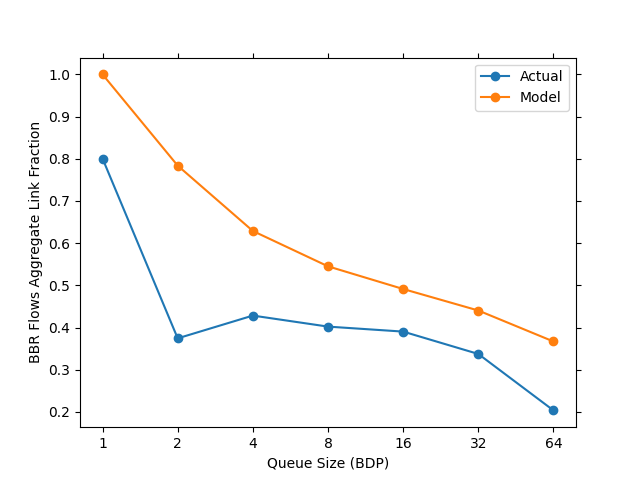 Actual
Model
BBR Flows Aggregate Link Fraction
1.0
0.9
0.8
0.7
0.6
0.5
0.4
0.3
0.2
1 2 4 8 16 32 64
Queue Size (BDP)